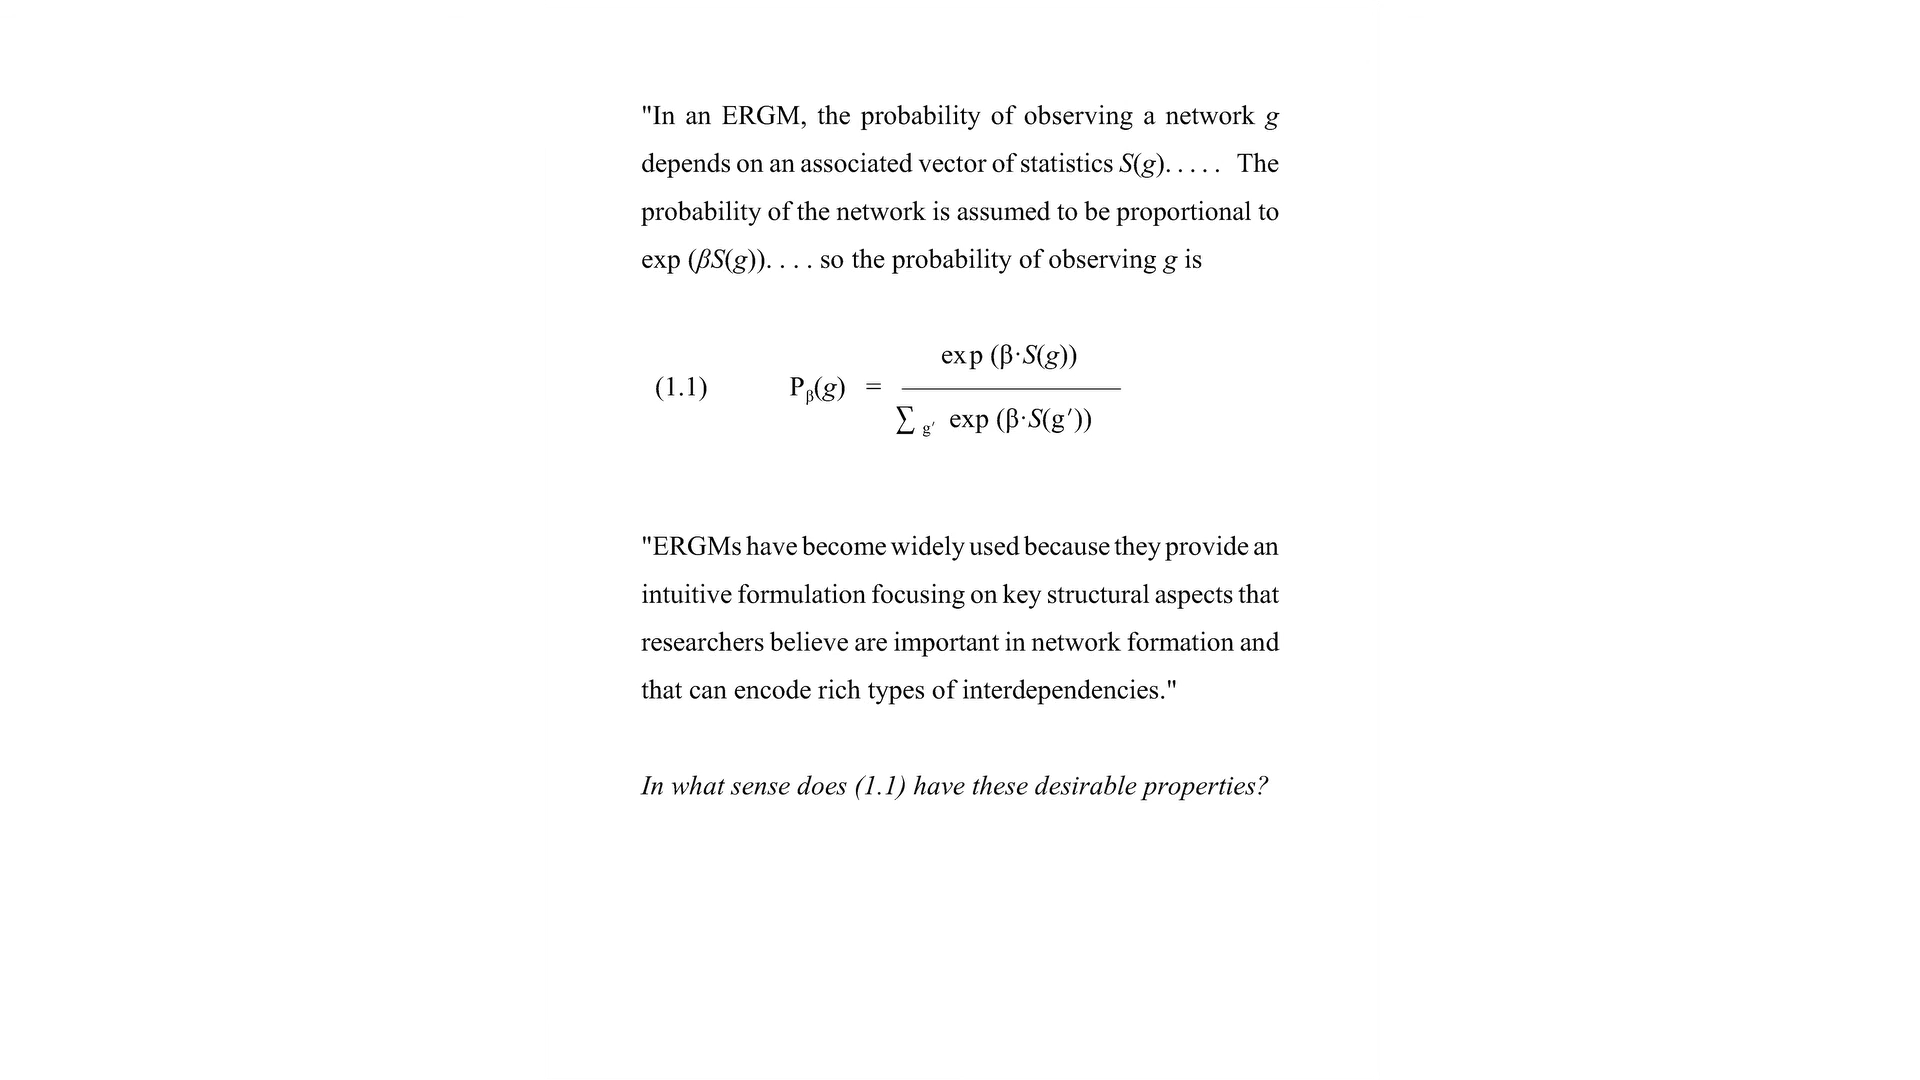 "In an ERGM, the probability of observing a network g
depends on an associated vector of statistics S(g). . . . .  The
probability of the network is assumed to be proportional to
exp (βS(g)). . . . so the probability of observing g is
exp (β·S(g))
(1.1) Pβ(g) =
∑ g′ exp (β·S(g′))
"ERGMs have become widely used because they provide an
intuitive formulation focusing on key structural aspects that
researchers believe are important in network formation and
that can encode rich types of interdependencies."
In what sense does (1.1) have these desirable properties?